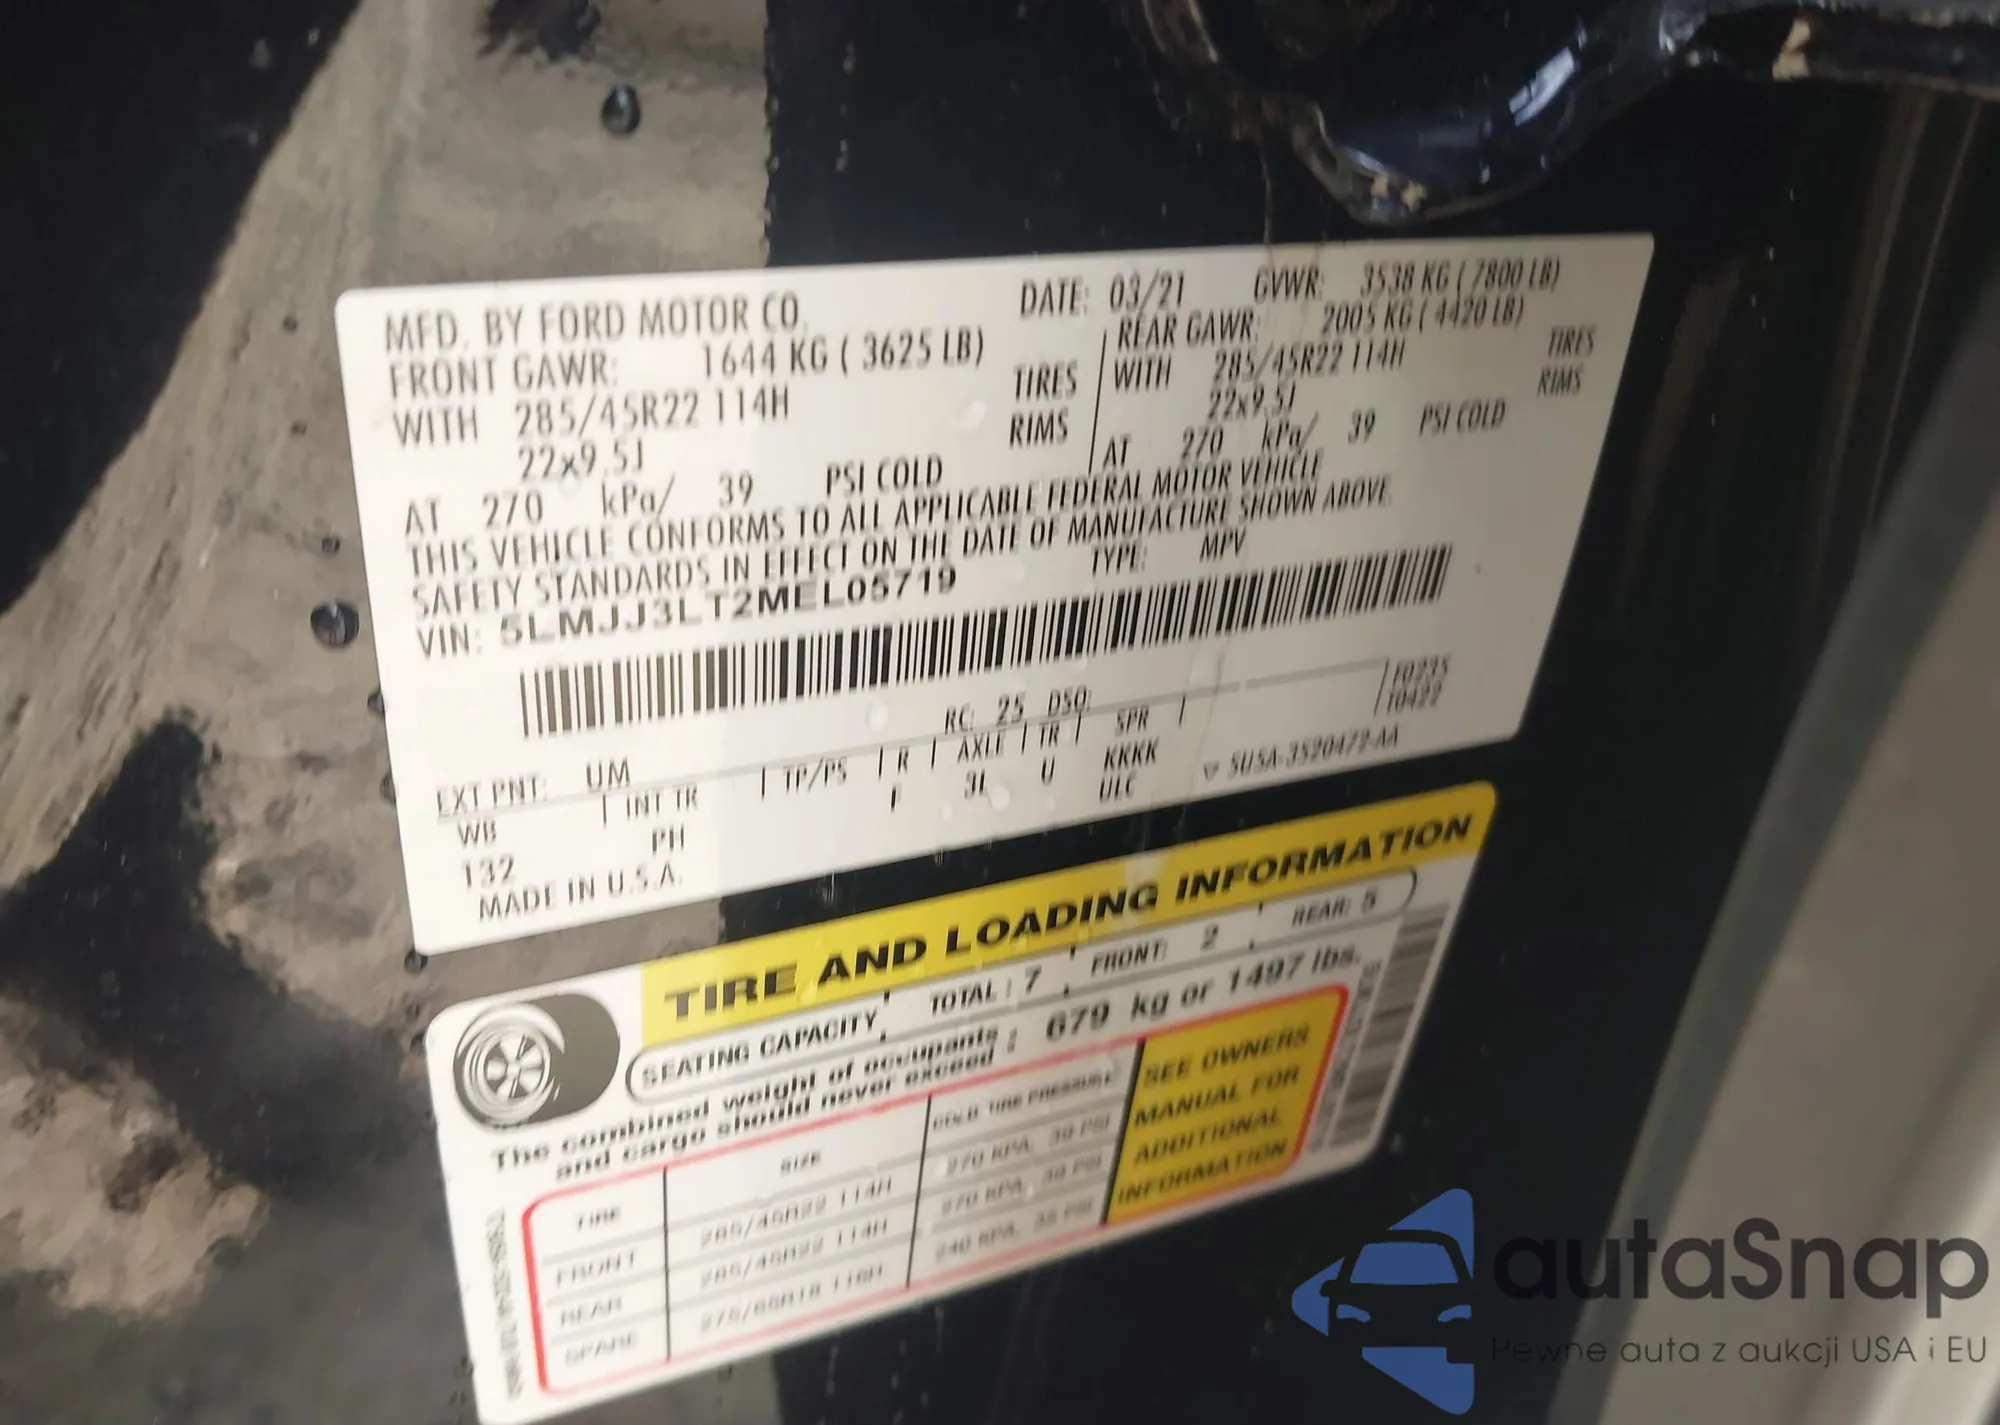 MFD. BY FORD MOTOR CO.
DATE: 03/21
GVWR: 3538 KG ( 7800 LB)
FRONT GAWR: 1644 KG ( 3625 LB)
REAR GAWR: 2005 KG ( 4420 LB)
WITH 285/45R22 114H TIRES
WITH 285/45R22 114H TIRES
22x9.5J RIMS
22x9.5J RIMS
AT 270 kPa/ 39 PSI COLD
AT 270 kPa/ 39 PSI COLD
THIS VEHICLE CONFORMS TO ALL APPLICABLE FEDERAL MOTOR VEHICLE
SAFETY STANDARDS IN EFFECT ON THE DATE OF MANUFACTURE SHOWN ABOVE.
VIN: 5LMJJ3LT2MEL05719
TYPE: MPV
EXT PNT: UM
RC: 25 DSO:
WB INT TR TP/PS R AXLE TR SPR
132 PH F 3L U KKKK
ULC
MADE IN U.S.A.
F0235
T0422
5U5A-3520472-AA
TIRE AND LOADING INFORMATION
SEATING CAPACITY TOTAL : 7 FRONT: 2 REAR: 5
The combined weight of occupants : 679 kg or 1497 lbs.
and cargo should never exceed :
TIRE SIZE COLD TIRE PRESSURE
FRONT 285/45R22 114H 270 KPA, 39 PSI
REAR 285/45R22 114H 270 KPA, 39 PSI
SPARE 275/65R18 116H 240 KPA, 35 PSI
SEE OWNERS
MANUAL FOR
ADDITIONAL
INFORMATION
autaSnap
Pewne auta z aukcji USA i EU